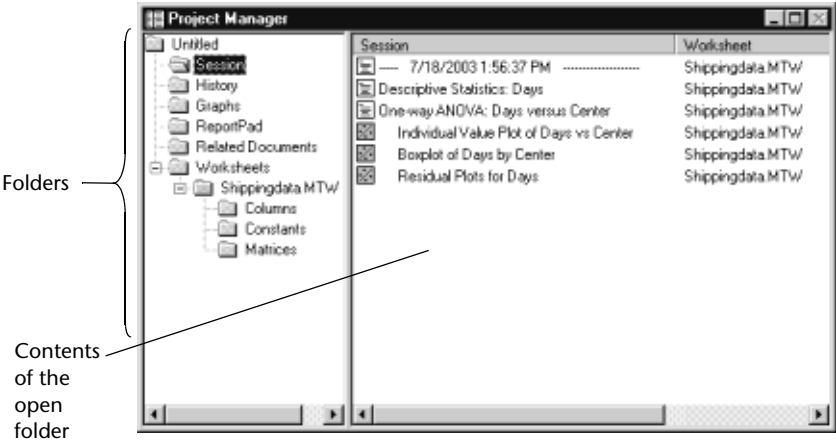 Project Manager
Untitled
Session
History
Graphs
ReportPad
Related Documents
Worksheets
Shippingdata.MTW
Columns
Constants
Matrices
Session Worksheet
---- 7/18/2003 1:56:37 PM ------------------- Shippingdata.MTW
Descriptive Statistics: Days Shippingdata.MTW
One-way ANOVA: Days versus Center Shippingdata.MTW
Individual Value Plot of Days vs Center Shippingdata.MTW
Boxplot of Days by Center Shippingdata.MTW
Residual Plots for Days Shippingdata.MTW
Folders
Contents
of the
open
folder